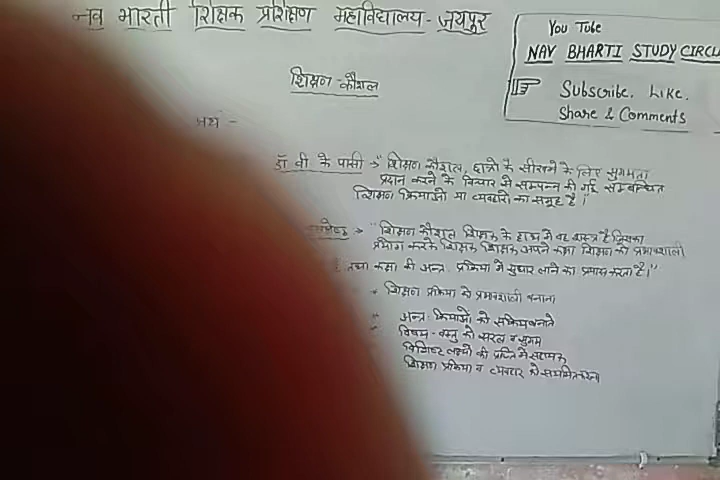 नव भारती शिक्षक प्रशिक्षण महाविद्यालय - जयपुर
You Tube
NAV BHARTI STUDY CIRCL
Subscribe. Like.
Share & Comments
शिक्षण - कौशल
डॉ बी के पासी → "शिक्षण कौशल, छात्रो के सीखने के लिए सुगमता
प्रदान करने के विचार से सम्पन्न की गई सम्बन्धित
शिक्षण क्रियाओ या व्यवहारो का समूह है।"
→ "शिक्षण कौशल शिक्षक के हाथ मे वह शस्त्र है जिसका
प्रयोग करके शिक्षक अपने कक्षा शिक्षण को प्रभावशाली
तथा कक्षा की अन्तः प्रक्रिया मे सुधार लाने का प्रयास करता है।"
* शिक्षण प्रक्रिया को प्रभावशाली बनाना
* अन्तः क्रियाओ को सक्रिय बनाते
* विषय - वस्तु को सरल व सुगम
विशिष्ट लक्ष्यो की प्राप्ति मे सहायक
शिक्षण प्रक्रिया व व्यवहार को